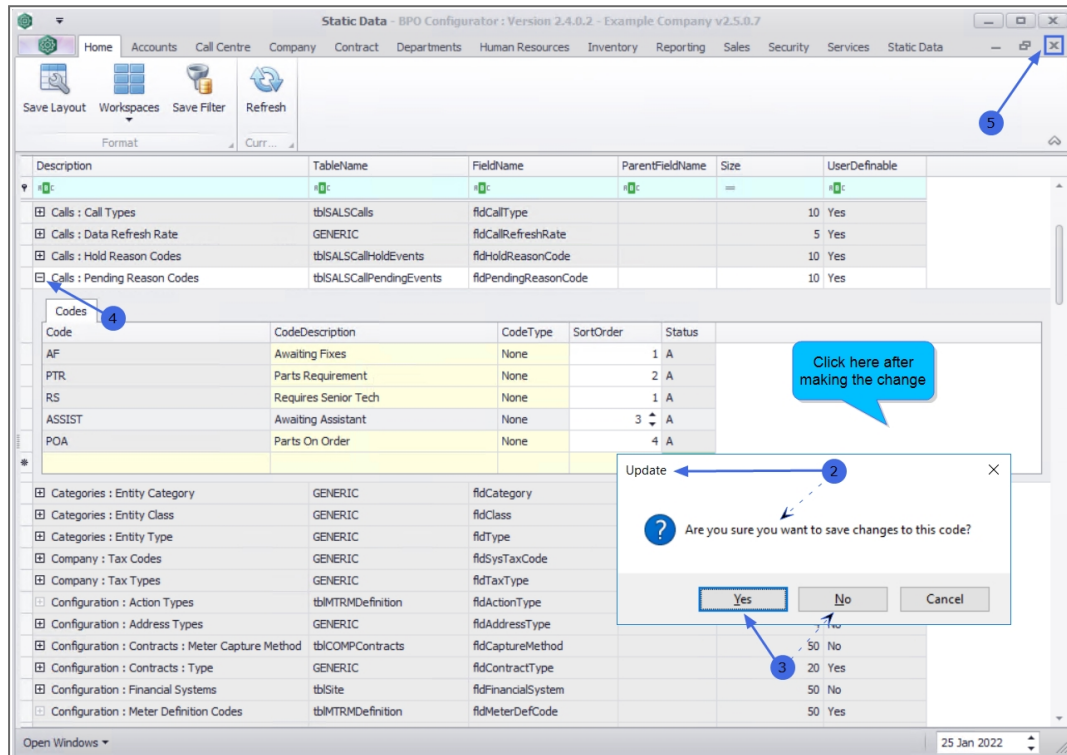 Static Data - BPO Configurator : Version 2.4.0.2 - Example Company v2.5.0.7
Home Accounts Call Centre Company Contract Departments Human Resources Inventory Reporting Sales Security Services Static Data
5
Save Layout Workspaces Save Filter Refresh
Format Curr...
Description TableName FieldName ParentFieldName Size UserDefinable
Calls : Call Types tblSALSCalls fldCallType 10 Yes
Calls : Data Refresh Rate GENERIC fldCallRefreshRate 5 Yes
Calls : Hold Reason Codes tblSALSCallHoldEvents fldHoldReasonCode 10 Yes
Calls : Pending Reason Codes tblSALSCallPendingEvents fldPendingReasonCode 10 Yes
4
Codes
Code CodeDescription CodeType SortOrder Status
AF Awaiting Fixes None 1 A
PTR Parts Requirement None 2 A
RS Requires Senior Tech None 1 A
ASSIST Awaiting Assistant None 3 A
POA Parts On Order None 4 A
Click here after
making the change
Update
2
Are you sure you want to save changes to this code?
Yes No Cancel
3
Categories : Entity Category GENERIC fldCategory
Categories : Entity Class GENERIC fldClass
Categories : Entity Type GENERIC fldType
Company : Tax Codes GENERIC fldSysTaxCode
Company : Tax Types GENERIC fldTaxType
Configuration : Action Types tblMTRMDefinition fldActionType
Configuration : Address Types GENERIC fldAddressType No
Configuration : Contracts : Meter Capture Method tblCOMPContracts fldCaptureMethod 50 No
Configuration : Contracts : Type GENERIC fldContractType 20 Yes
Configuration : Financial Systems tblSite fldFinancialSystem 50 No
Configuration : Meter Definition Codes tblMTRMDefinition fldMeterDefCode 50 Yes
Open Windows 25 Jan 2022